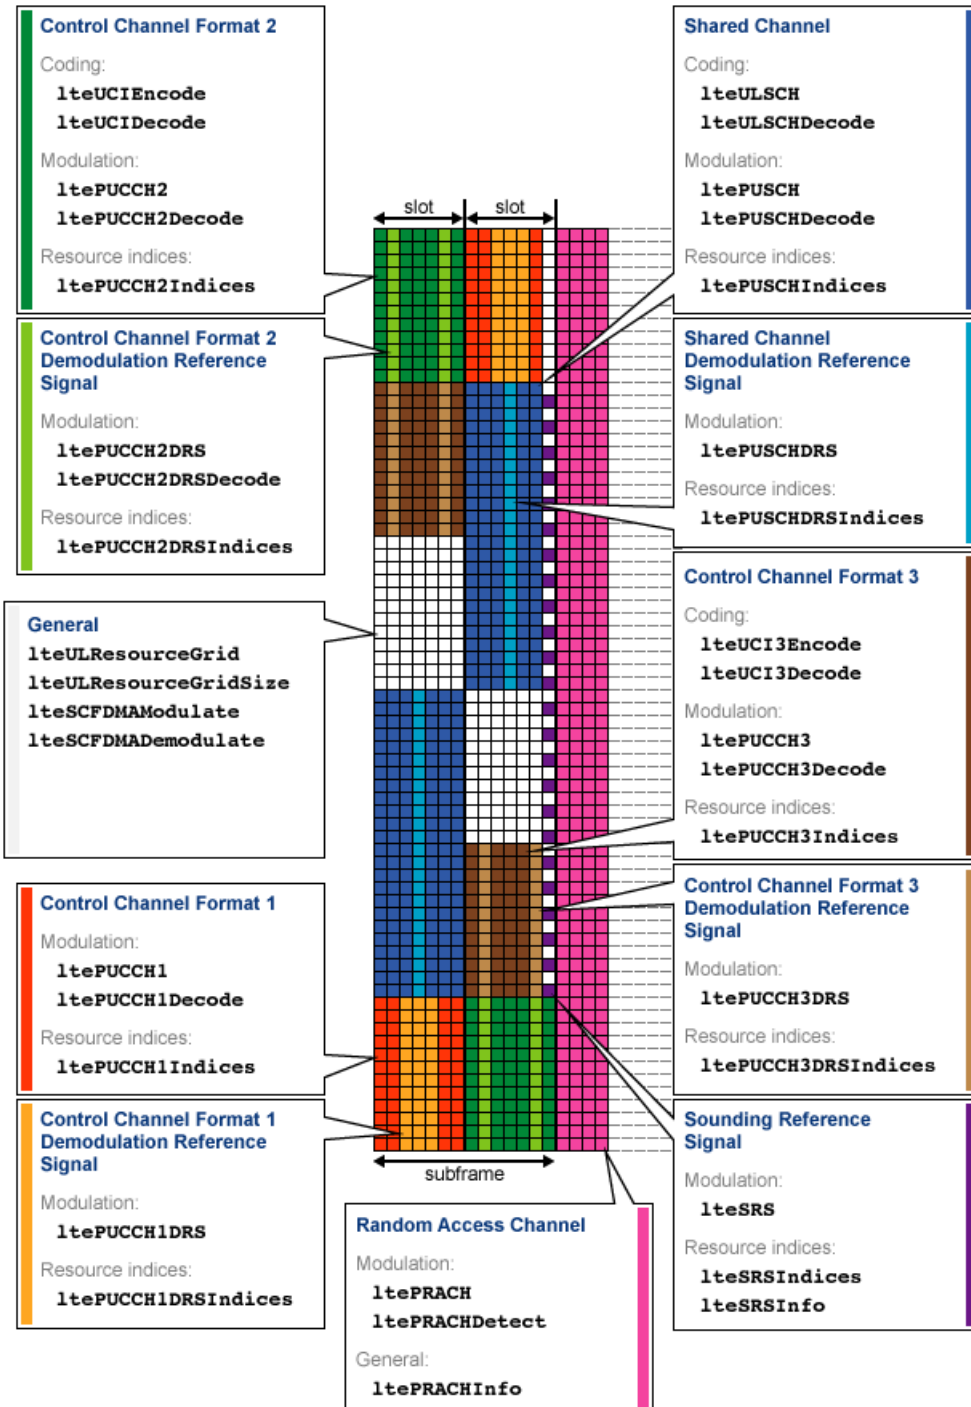 Control Channel Format 2
Coding:
lteUCIEncode
lteUCIDecode
Modulation:
ltePUCCH2
ltePUCCH2Decode
Resource indices:
ltePUCCH2Indices
Control Channel Format 2
Demodulation Reference
Signal
Modulation:
ltePUCCH2DRS
ltePUCCH2DRSDecode
Resource indices:
ltePUCCH2DRSIndices
General
lteULResourceGrid
lteULResourceGridSize
lteSCFDMAModulate
lteSCFDMADemodulate
Control Channel Format 1
Modulation:
ltePUCCH1
ltePUCCH1Decode
Resource indices:
ltePUCCH1Indices
Control Channel Format 1
Demodulation Reference
Signal
Modulation:
ltePUCCH1DRS
Resource indices:
ltePUCCH1DRSIndices
slot
slot
subframe
Random Access Channel
Modulation:
ltePRACH
ltePRACHDetect
General:
ltePRACHInfo
Shared Channel
Coding:
lteULSCH
lteULSCHDecode
Modulation:
ltePUSCH
ltePUSCHDecode
Resource indices:
ltePUSCHIndices
Shared Channel
Demodulation Reference
Signal
Modulation:
ltePUSCHDRS
Resource indices:
ltePUSCHDRSIndices
Control Channel Format 3
Coding:
lteUCI3Encode
lteUCI3Decode
Modulation:
ltePUCCH3
ltePUCCH3Decode
Resource indices:
ltePUCCH3Indices
Control Channel Format 3
Demodulation Reference
Signal
Modulation:
ltePUCCH3DRS
Resource indices:
ltePUCCH3DRSIndices
Sounding Reference
Signal
Modulation:
lteSRS
Resource indices:
lteSRSIndices
lteSRSInfo